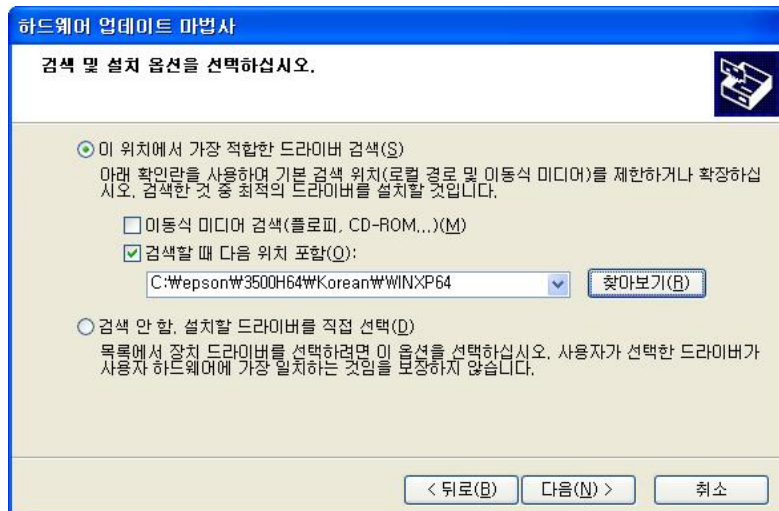 하드웨어 업데이트 마법사
검색 및 설치 옵션을 선택하십시오.
이 위치에서 가장 적합한 드라이버 검색(S)
아래 확인란을 사용하여 기본 검색 위치(로컬 경로 및 이동식 미디어)를 제한하거나 확장하십
시오. 검색한 것 중 최적의 드라이버를 설치할 것입니다.
이동식 미디어 검색(플로피, CD-ROM...)(M)
검색할 때 다음 위치 포함(O):
C:₩epson₩3500H64₩Korean₩WINXP64
찾아보기(R)
검색 안 함. 설치할 드라이버를 직접 선택(D)
목록에서 장치 드라이버를 선택하려면 이 옵션을 선택하십시오. 사용자가 선택한 드라이버가
사용자 하드웨어에 가장 일치하는 것임을 보장하지 않습니다.
< 뒤로(B) 다음(N) > 취소